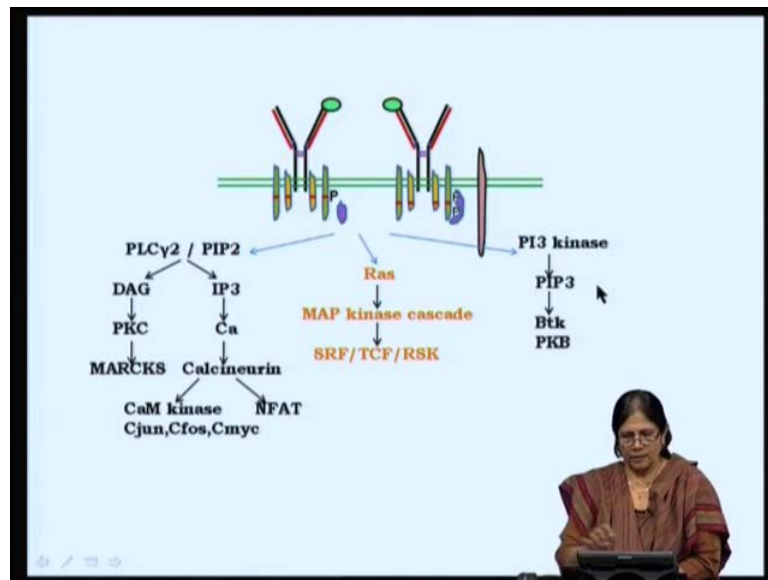 P
P
P
PLCγ2 / PIP2
DAG
IP3
PKC
Ca
MARCKS
Calcineurin
CaM kinase
NFAT
Cjun,Cfos,Cmyc
Ras
MAP kinase cascade
SRF/TCF/RSK
PI3 kinase
PIP3
Btk
PKB